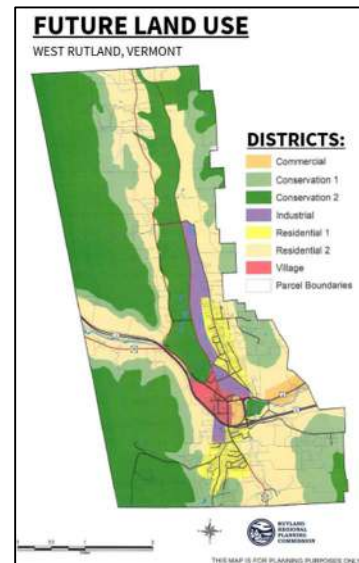 FUTURE LAND USE
WEST RUTLAND, VERMONT
DISTRICTS:
Commercial
Conservation 1
Conservation 2
Industrial
Residential 1
Residential 2
Village
Parcel Boundaries
RUTLAND
REGIONAL
PLANNING
COMMISSION
THIS MAP IS FOR PLANNING PURPOSES ONLY